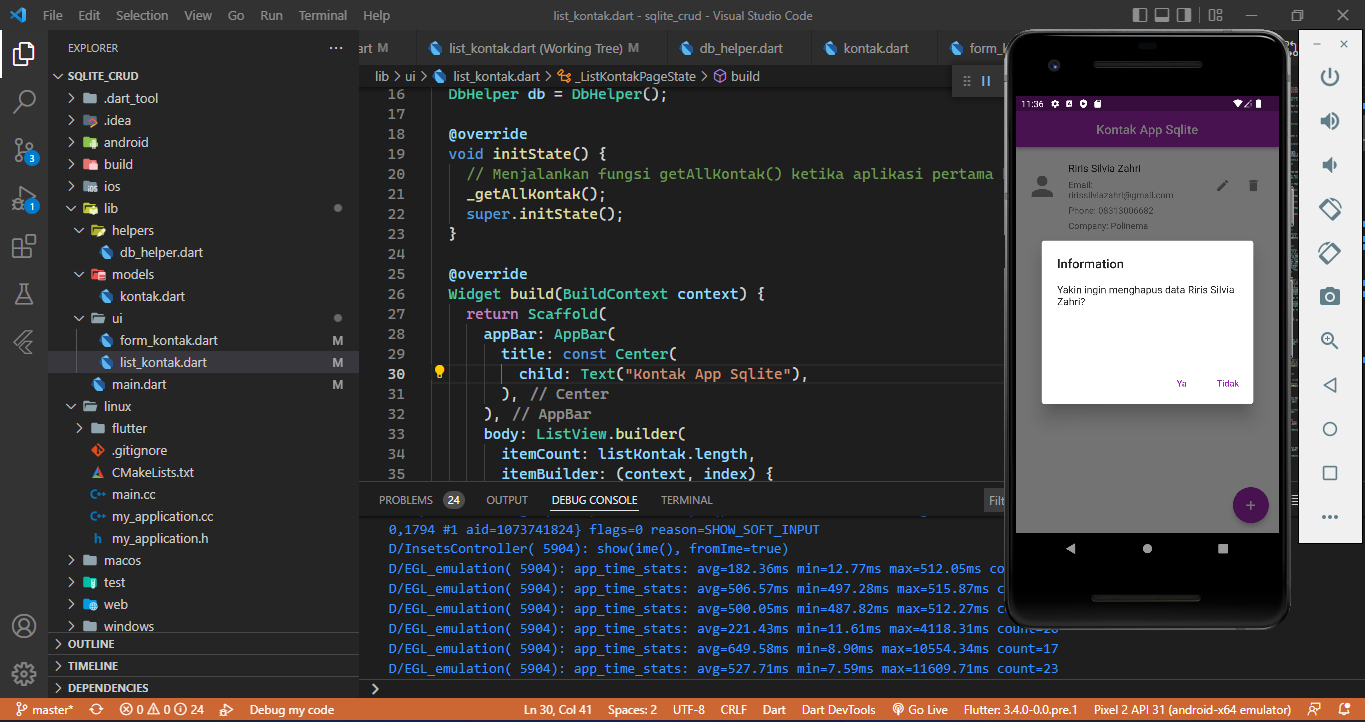 File Edit Selection View Go Run Terminal Help
list_kontak.dart - sqlite_crud - Visual Studio Code
EXPLORER
SQLITE_CRUD
.dart_tool
.idea
android
build
ios
lib
helpers
db_helper.dart
models
kontak.dart
ui
form_kontak.dart M
list_kontak.dart M
main.dart M
linux
flutter
.gitignore
CMakeLists.txt
main.cc
my_application.cc
my_application.h
macos
test
web
windows
OUTLINE
TIMELINE
DEPENDENCIES
3
1
art M
list_kontak.dart (Working Tree) M
db_helper.dart
kontak.dart
form_k
lib > ui > list_kontak.dart > _ListKontakPageState > build
16 DbHelper db = DbHelper();
17
18 @override
19 void initState() {
20 // Menjalankan fungsi getAllKontak() ketika aplikasi pertama
21 _getAllKontak();
22 super.initState();
23 }
24
25 @override
26 Widget build(BuildContext context) {
27 return Scaffold(
28 appBar: AppBar(
29 title: const Center(
30 child: Text("Kontak App Sqlite"),
31 ), // Center
32 ), // AppBar
33 body: ListView.builder(
34 itemCount: listKontak.length,
35 itemBuilder: (context, index) {
PROBLEMS 24 OUTPUT DEBUG CONSOLE TERMINAL
Filt
0,1794 #1 aid=1073741824} flags=0 reason=SHOW_SOFT_INPUT
D/InsetsController( 5904): show(ime(), fromIme=true)
D/EGL_emulation( 5904): app_time_stats: avg=182.36ms min=12.77ms max=512.05ms co
D/EGL_emulation( 5904): app_time_stats: avg=506.57ms min=497.28ms max=515.87ms c
D/EGL_emulation( 5904): app_time_stats: avg=500.05ms min=487.82ms max=512.27ms c
D/EGL_emulation( 5904): app_time_stats: avg=221.43ms min=11.61ms max=4118.31ms count=20
D/EGL_emulation( 5904): app_time_stats: avg=649.58ms min=8.90ms max=10554.34ms count=17
D/EGL_emulation( 5904): app_time_stats: avg=527.71ms min=7.59ms max=11609.71ms count=23
11:36
Kontak App Sqlite
Riris Silvia Zahri
Email:
ririssilviazahri@gmail.com
Phone: 08313006682
Company: Polinema
Information
Yakin ingin menghapus data Riris Silvia
Zahri?
Ya Tidak
master* 0 0 24 Debug my code
Ln 30, Col 41 Spaces: 2 UTF-8 CRLF Dart Dart DevTools Go Live Flutter: 3.4.0-0.0.pre.1 Pixel 2 API 31 (android-x64 emulator)